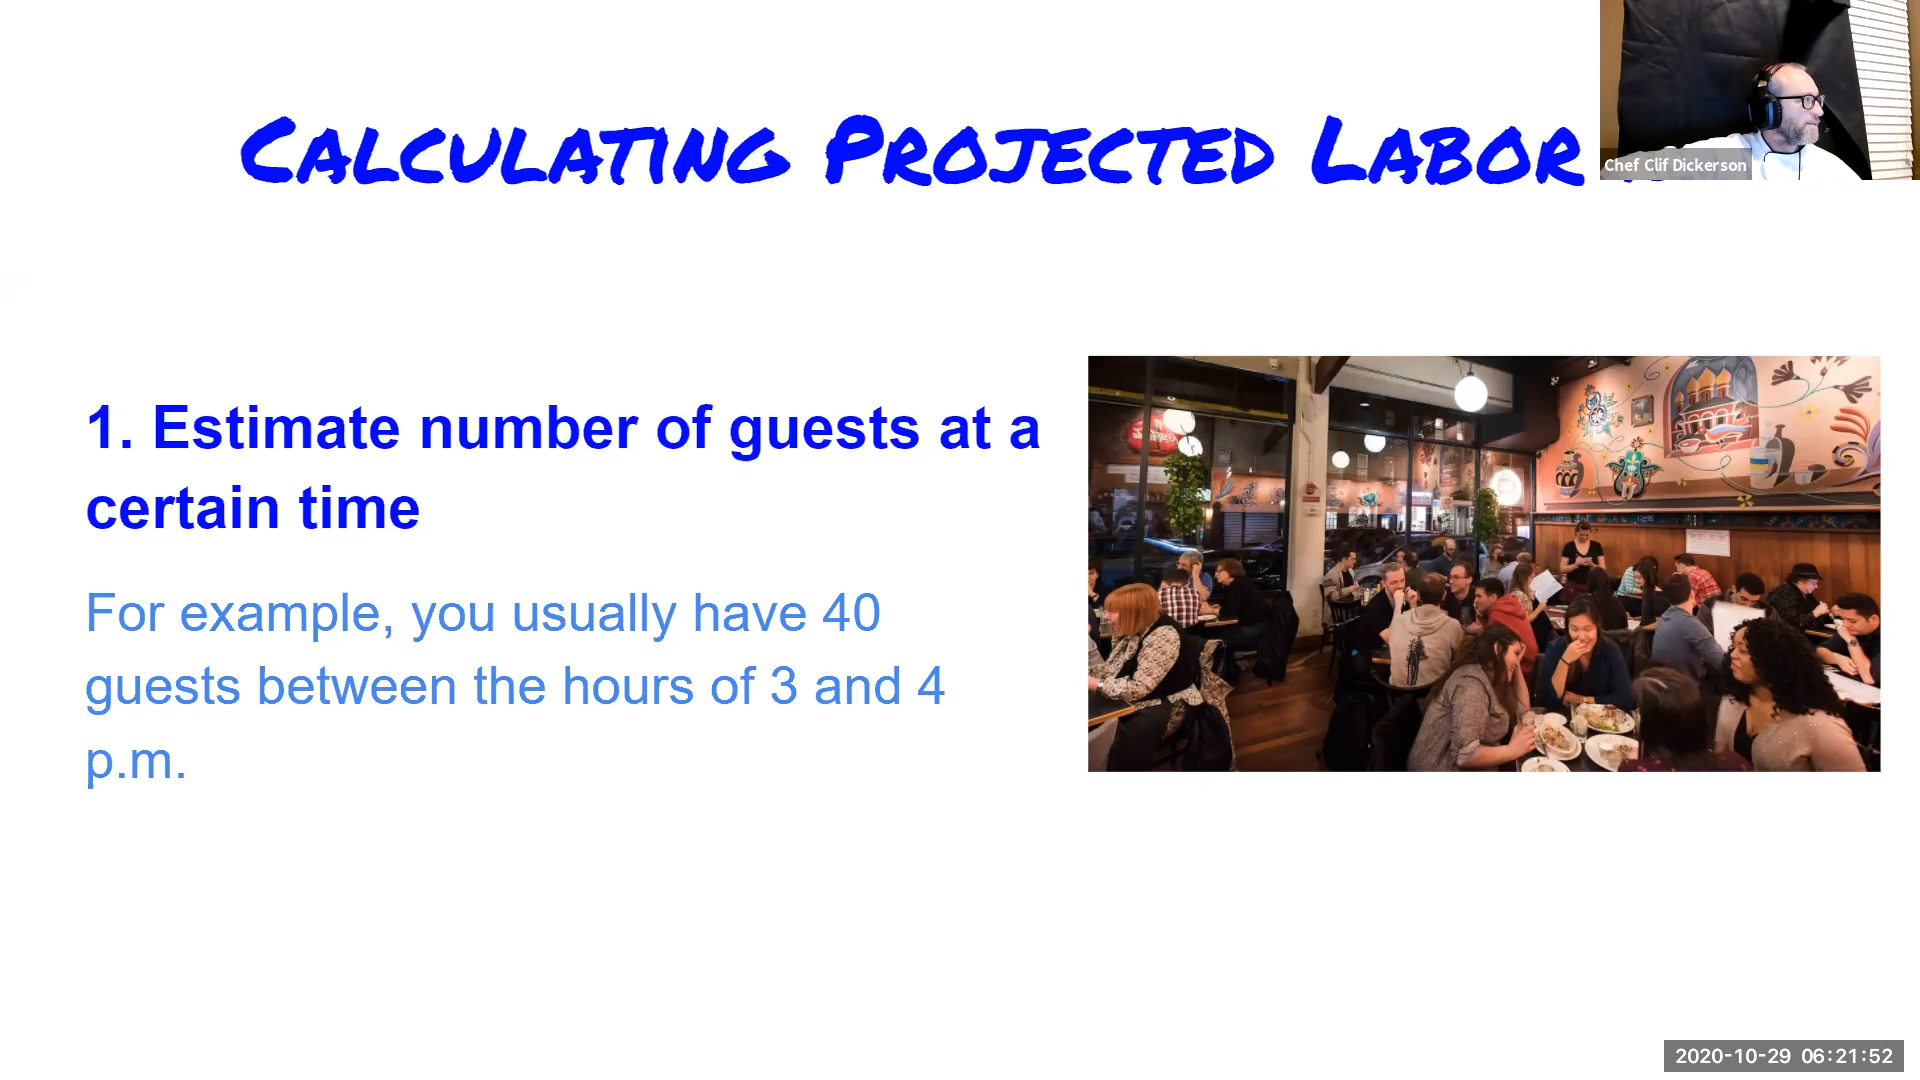 CALCULATING PROJECTED LABOR
Chef Clif Dickerson
1. Estimate number of guests at a
certain time
For example, you usually have 40
guests between the hours of 3 and 4
p.m.
2020-10-29 06:21:52